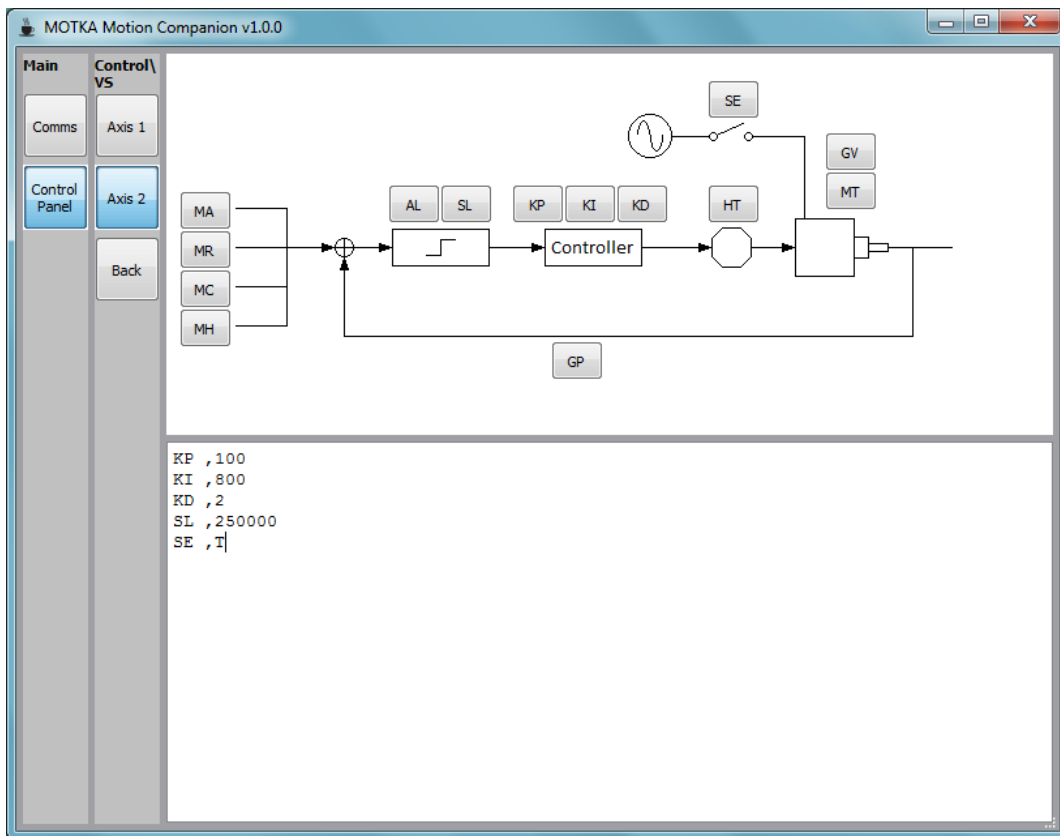 MOTKA Motion Companion v1.0.0
Main
Control\
VS
Comms
Axis 1
Control
Panel
Axis 2
Back
SE
GV
MT
MA
MR
MC
MH
AL
SL
KP
KI
KD
HT
Controller
GP
KP ,100
KI ,800
KD ,2
SL ,250000
SE ,T